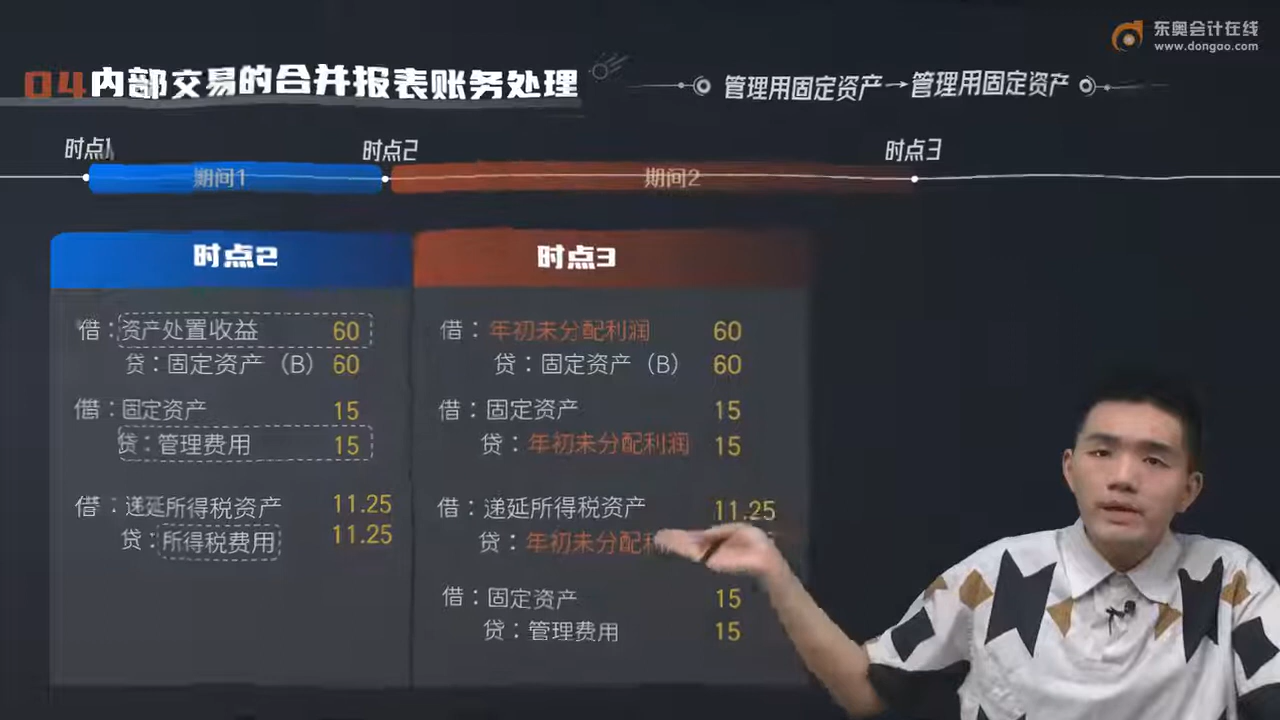 东奥会计在线
www.dongao.com
04内部交易的合并报表账务处理
管理用固定资产→管理用固定资产
时点1
时点2
时点3
期间1
期间2
时点2
借：资产处置收益 60
贷：固定资产（B） 60
借：固定资产 15
贷：管理费用 15
借：递延所得税资产 11.25
贷：所得税费用 11.25
时点3
借：年初未分配利润 60
贷：固定资产（B） 60
借：固定资产 15
贷：年初未分配利润 15
借：递延所得税资产 11.25
贷：年初未分配
借：固定资产 15
贷：管理费用 15